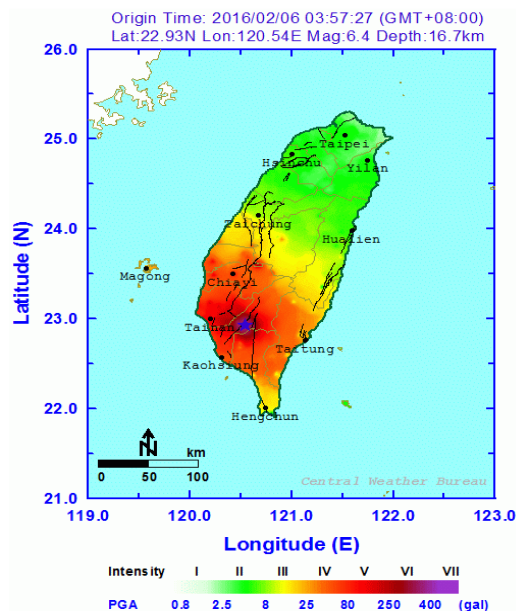 Origin Time: 2016/02/06 03:57:27 (GMT+08:00)
Lat:22.93N Lon:120.54E Mag:6.4 Depth:16.7km
26.0
25.0
24.0
23.0
22.0
21.0
Latitude (N)
Taipei
Hsinchu
Yilan
Zaichung
Hualien
Magong
Chiayi
Tainan
Taitung
Kaohsiung
Hengchun
N
km
0 50 100
Central Weather Bureau
119.0 120.0 121.0 122.0 123.0
Longitude (E)
Intensity I II III IV V VI VII
PGA 0.8 2.5 8 25 80 250 400 (gal)